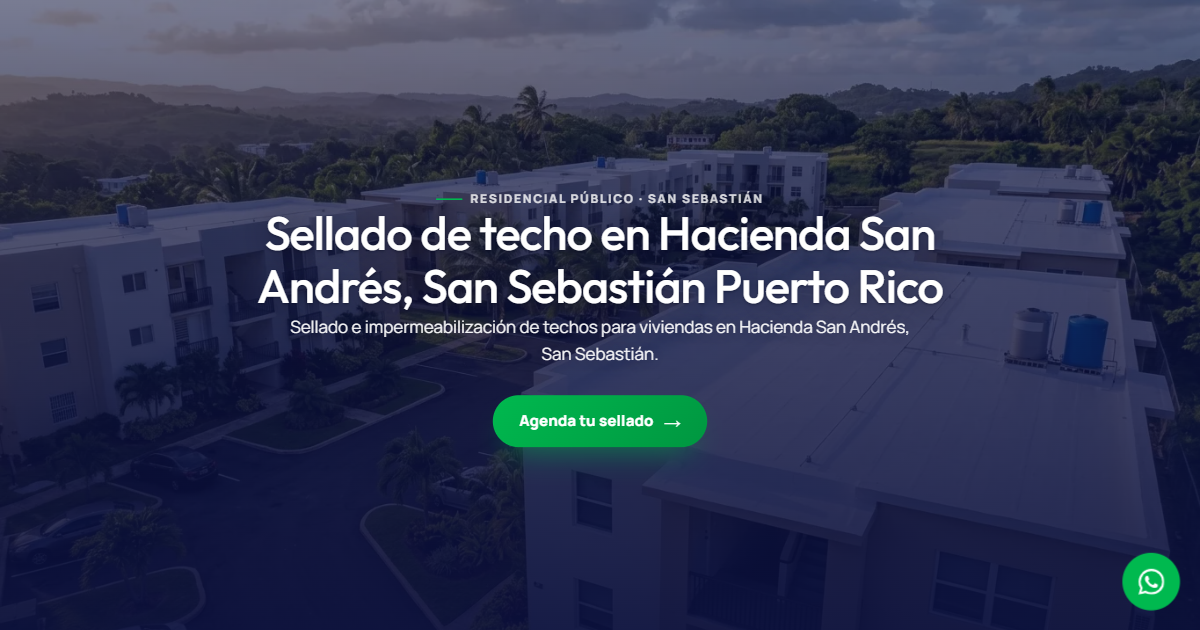 RESIDENCIAL PÚBLICO · SAN SEBASTIÁN
Sellado de techo en Hacienda San
Andrés, San Sebastián Puerto Rico
Sellado e impermeabilización de techos para viviendas en Hacienda San Andrés,
San Sebastián.
Agenda tu sellado →